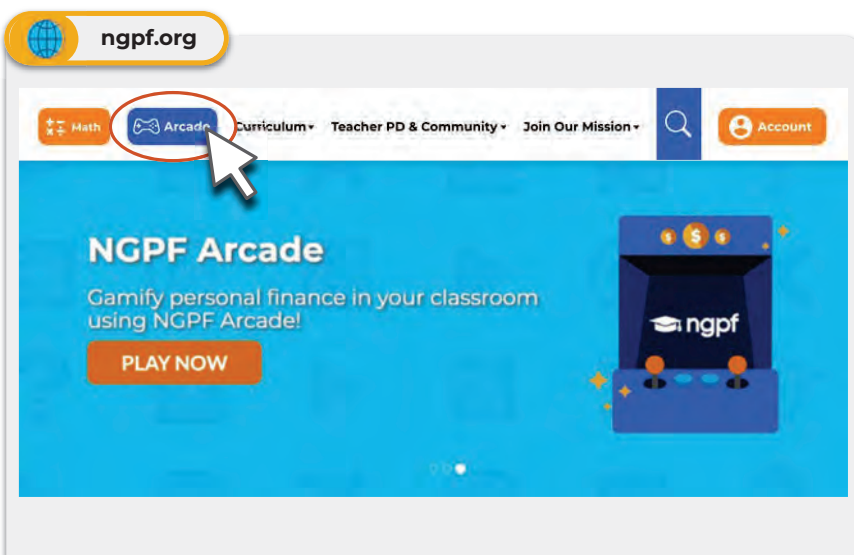 ngpf.org
Math Arcade Curriculum Teacher PD & Community Join Our Mission Account
NGPF Arcade
Gamify personal finance in your classroom
using NGPF Arcade!
PLAY NOW
$ $ $
ngpf